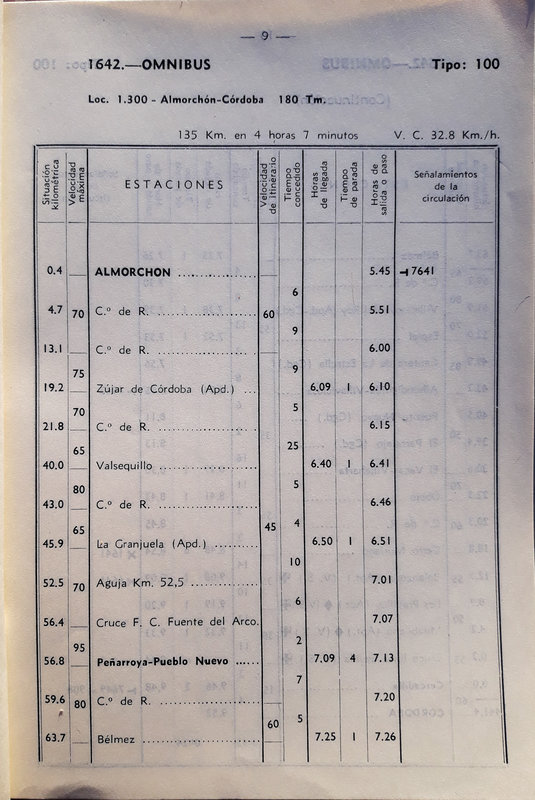 — 9 —
1642.—OMNIBUS Tipo: 100
Loc. 1.300 - Almorchón-Córdoba 180 Tm.
135 Km. en 4 horas 7 minutos V. C. 32.8 Km./h.
Situación kilométrica
Velocidad máxima
ESTACIONES
Velocidad de itinerario
Tiempo concedido
Horas de llegada
Tiempo de parada
Horas de salida o paso
Señalamientos de la circulación
0.4 ALMORCHON .................... 5.45 ⊣ 7641
6
4.7 70 C.º de R. .................... 60 5.51
9
13.1 C.º de R. .................... 6.00
75 9
19.2 Zújar de Córdoba (Apd.) ... 6.09 1 6.10
70 5
21.8 C.º de R. .................... 6.15
65 25
40.0 Valsequillo .................... 6.40 1 6.41
80 5
43.0 C.º de R. .................... 6.46
65 45 4
45.9 La Granjuela (Apd.) ......... 6.50 1 6.51
10
52.5 70 Aguja Km. 52,5 ............... 7.01
6
56.4 Cruce F. C. Fuente del Arco. 7.07
95 2
56.8 Peñarroya-Pueblo Nuevo ...... 7.09 4 7.13
7
59.6 80 C.º de R. .................... 7.20
60 5
63.7 Bélmez .................... 7.25 1 7.26